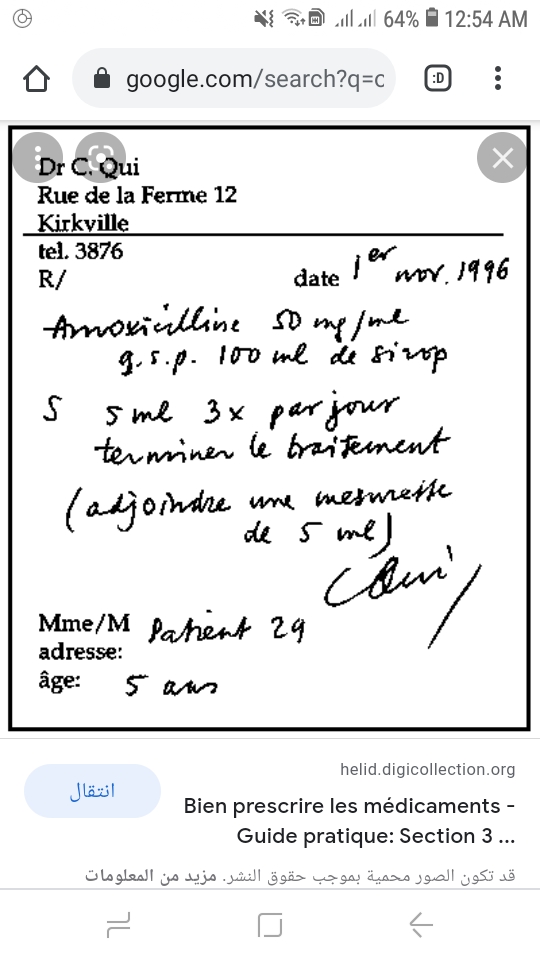 64% 12:54 AM
google.com/search?q=c
:D
Dr C. Qui
Rue de la Ferme 12
Kirkville
tel. 3876
R/
date 1er nov. 1996
Amoxicilline 50 mg/ml
q.s.p. 100 ml de sirop
S 5 ml 3x par jour
terminer le traitement
(adjoindre une mesurette
de 5 ml)
CQui
Mme/M Patient 29
adresse:
âge: 5 ans
helid.digicollection.org
انتقال
Bien prescrire les médicaments -
Guide pratique: Section 3 ...
قد تكون الصور محمية بموجب حقوق النشر. مزيد من المعلومات